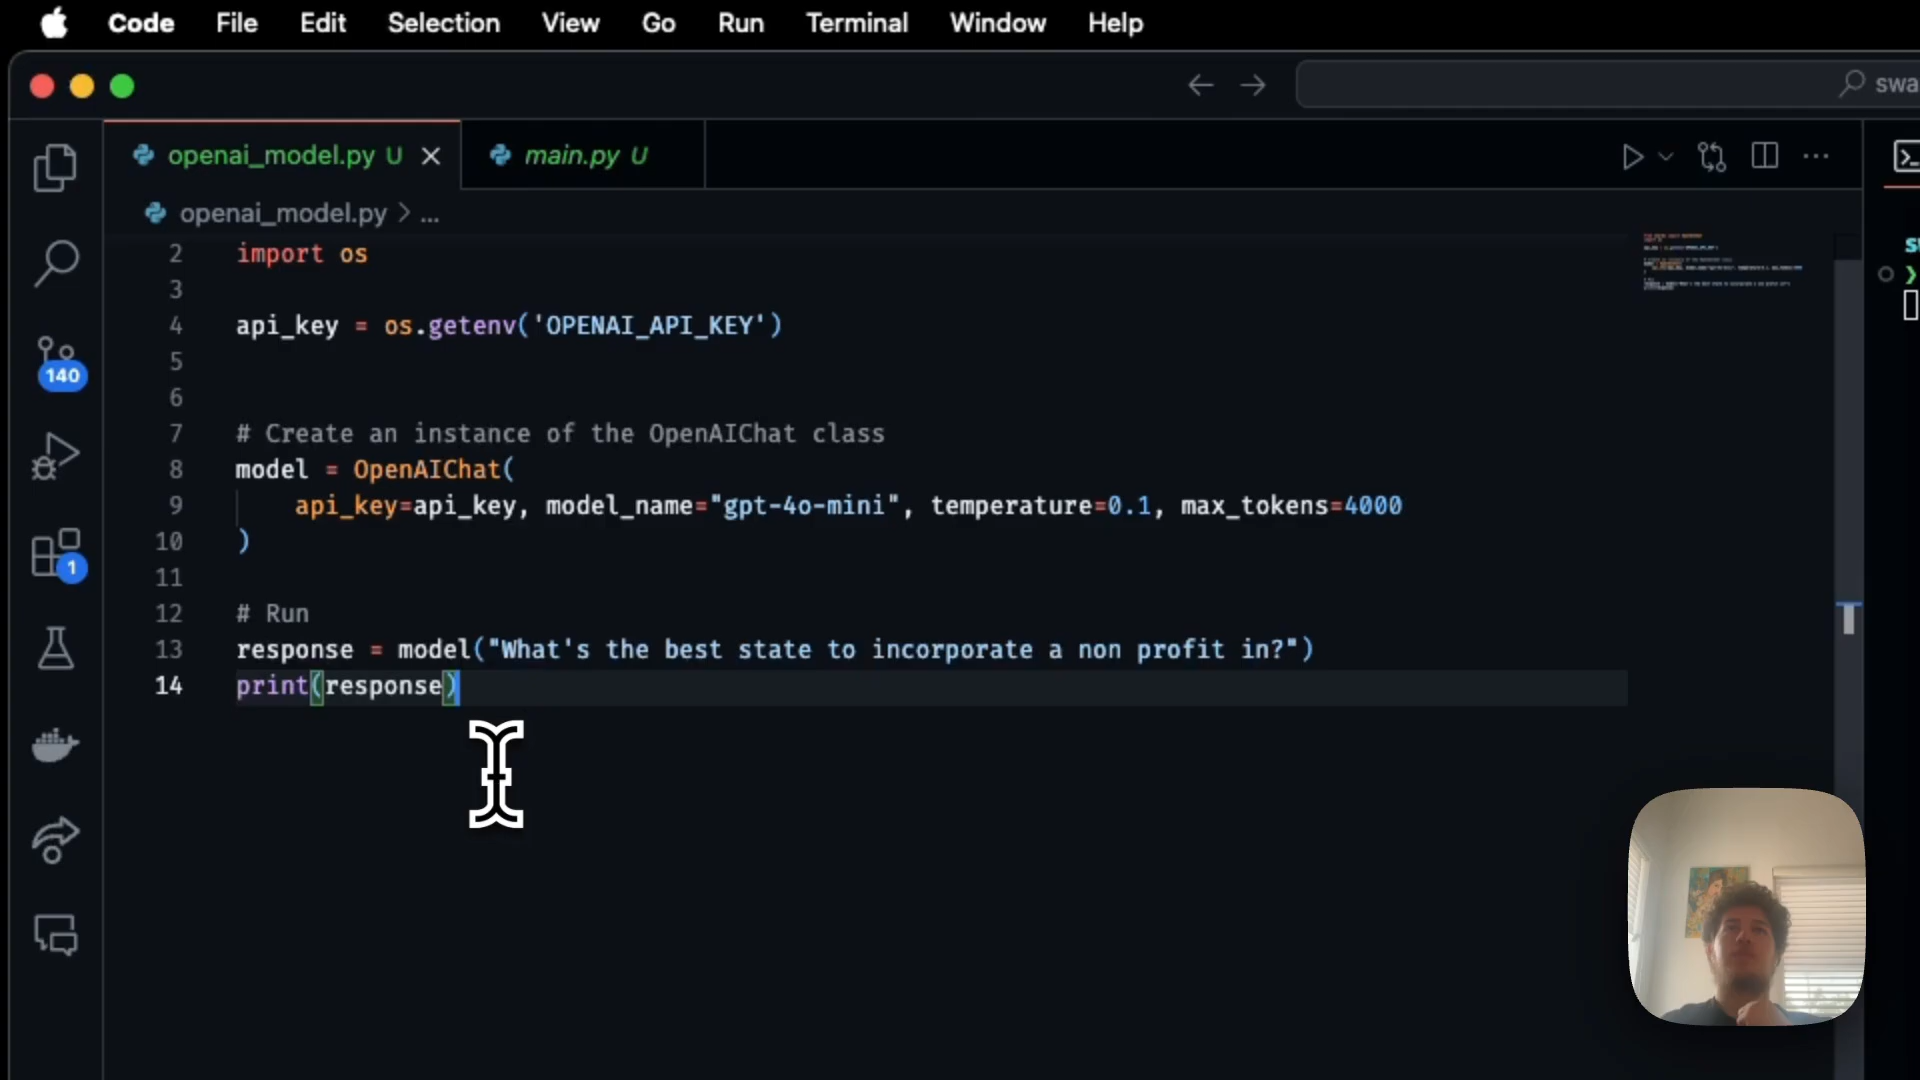 Code File Edit Selection View Go Run Terminal Window Help
swa
openai_model.py U main.py U
openai_model.py > ...
2 import os
3
4 api_key = os.getenv('OPENAI_API_KEY')
5
6
7 # Create an instance of the OpenAIChat class
8 model = OpenAIChat(
9 api_key=api_key, model_name="gpt-4o-mini", temperature=0.1, max_tokens=4000
10 )
11
12 # Run
13 response = model("What's the best state to incorporate a non profit in?")
14 print(response)
140
1